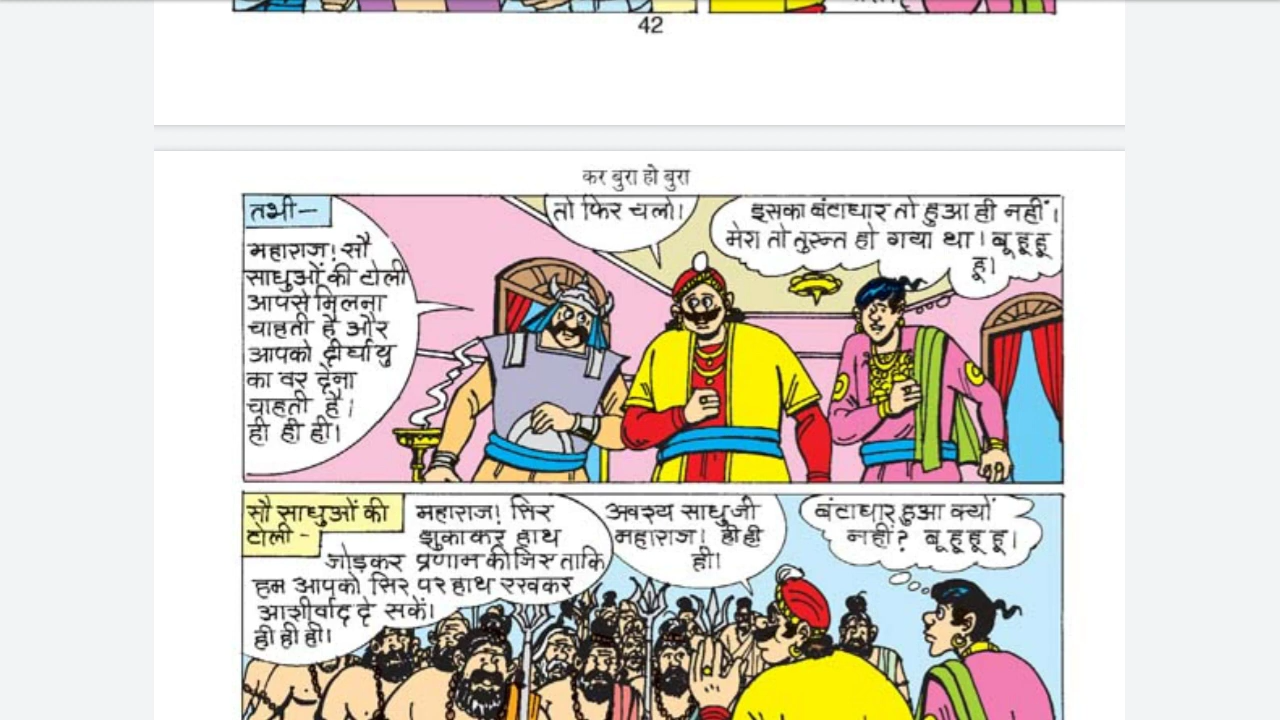 42
कर बुरा हो बुरा
तभी—
महाराज! सौ
साधुओं की टोली
आपसे मिलना
चाहती है और
आपको दीर्घायु
का वर देना
चाहती है।
ही ही ही।
तो फिर चलो।
इसका बंटाधार तो हुआ ही नहीं।
मेरा तो तुरन्त हो गया था। बू हू हू
हू।
सौ साधुओं की
टोली -
महाराज! सिर
झुकाकर हाथ
जोड़कर प्रणाम कीजिए ताकि
हम आपको सिर पर हाथ रखकर
आशीर्वाद दे सकें।
ही ही ही।
अवश्य साधुजी
महाराज! ही ही
ही।
बंटाधार हुआ क्यों
नहीं? बू हू हू हू।